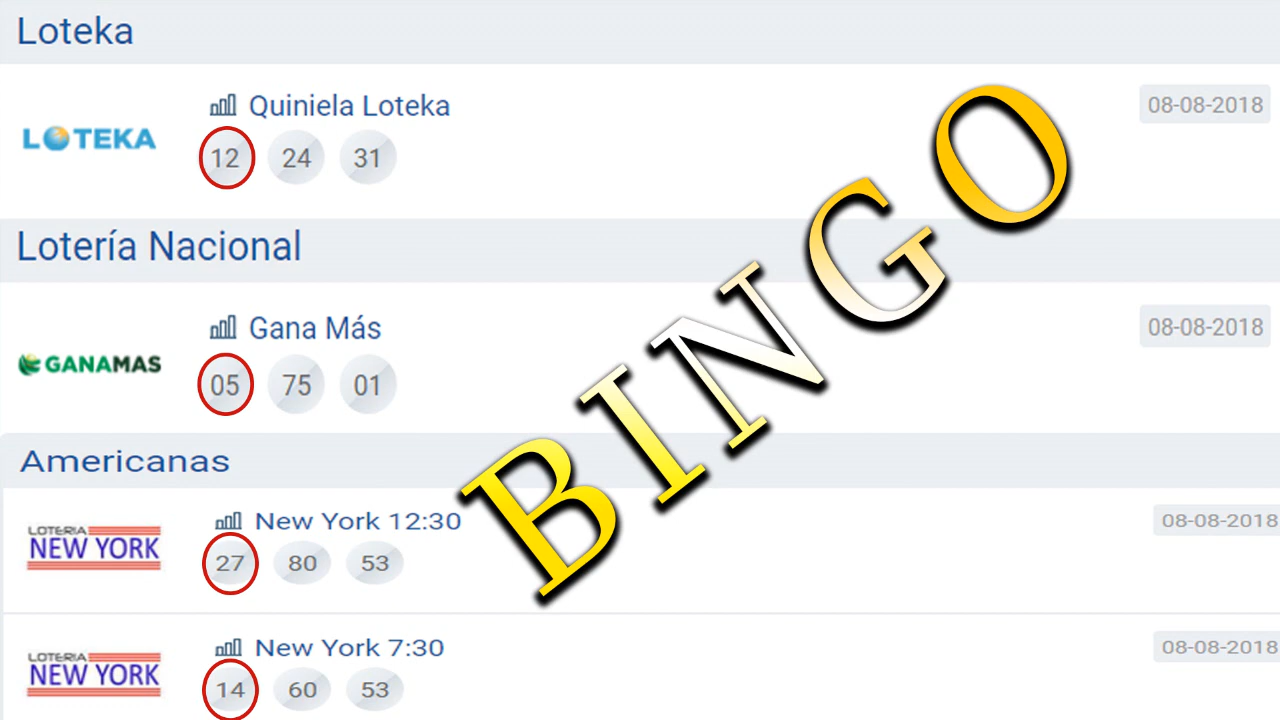 Loteka
LOTEKA
Quiniela Loteka
08-08-2018
12 24 31
Lotería Nacional
GANAMAS
Gana Más
08-08-2018
05 75 01
Americanas
LOTERIA
NEW YORK
New York 12:30
08-08-2018
27 80 53
LOTERIA
NEW YORK
New York 7:30
08-08-2018
14 60 53
BINGO